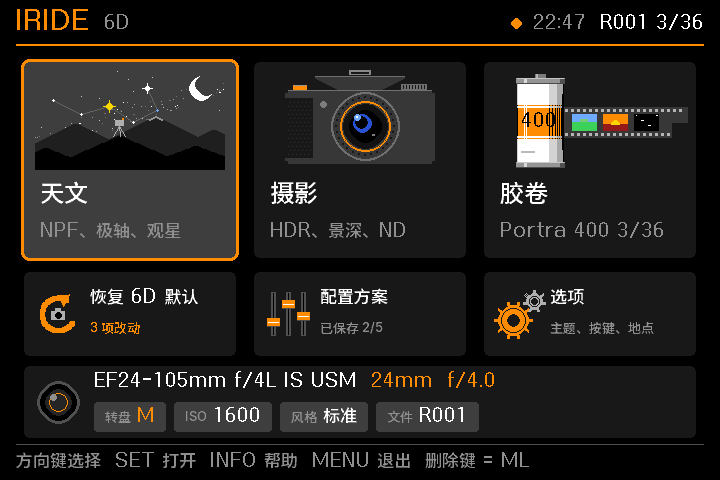 IRIDE 6D ◆ 22:47 R001 3/36
400
天文
NPF、极轴、观星
摄影
HDR、景深、ND
胶卷
Portra 400 3/36
恢复 6D 默认
3 项改动
配置方案
已保存 2/5
选项
主题、按键、地点
EF24-105mm f/4L IS USM 24mm f/4.0
转盘 M ISO 1600 风格 标准 文件 R001
方向键选择 SET 打开 INFO 帮助 MENU 退出 删除键 = ML